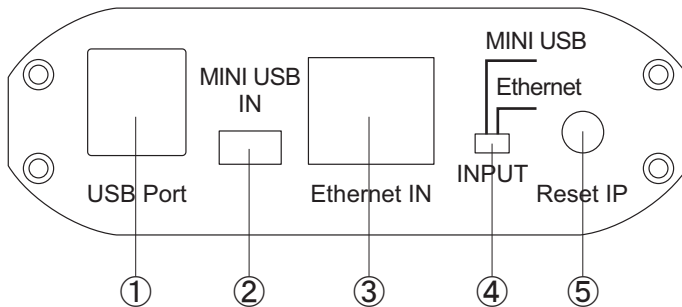 MINI USB
Ethernet
MINI USB
IN
USB Port
Ethernet IN
INPUT
Reset IP
① ② ③ ④ ⑤